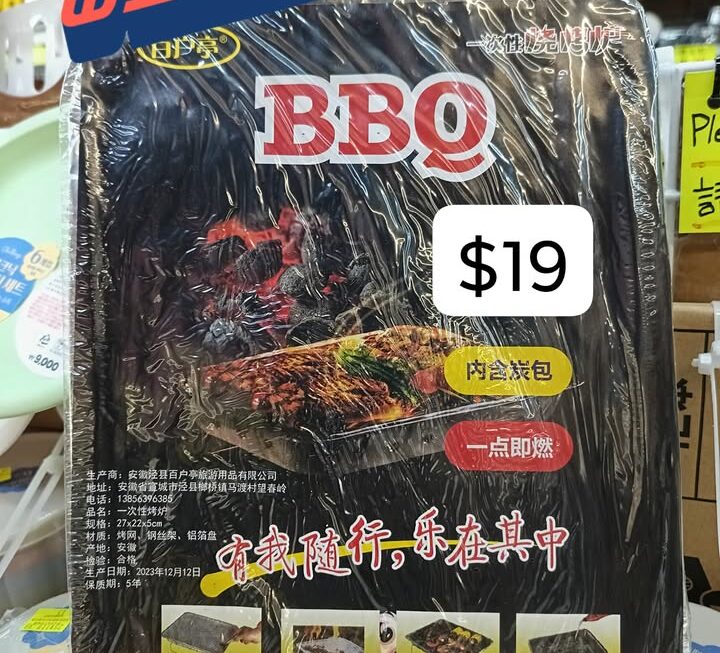 百户亭®
一次性烧烤炉
BBQ
$19
内含炭包
一点即燃
生产商：安徽泾县百户亭旅游用品有限公司
地址：安徽省宣城市泾县榔桥镇马渡村望春岭
电话：13856396385
品名：一次性烤炉
规格：27x22x5cm
材质：烤网、钢丝架、铝箔盘
产地：安徽
检验：合格
生产日期：2023年12月12日
保质期：5年
有我随行，乐在其中
₩9,000